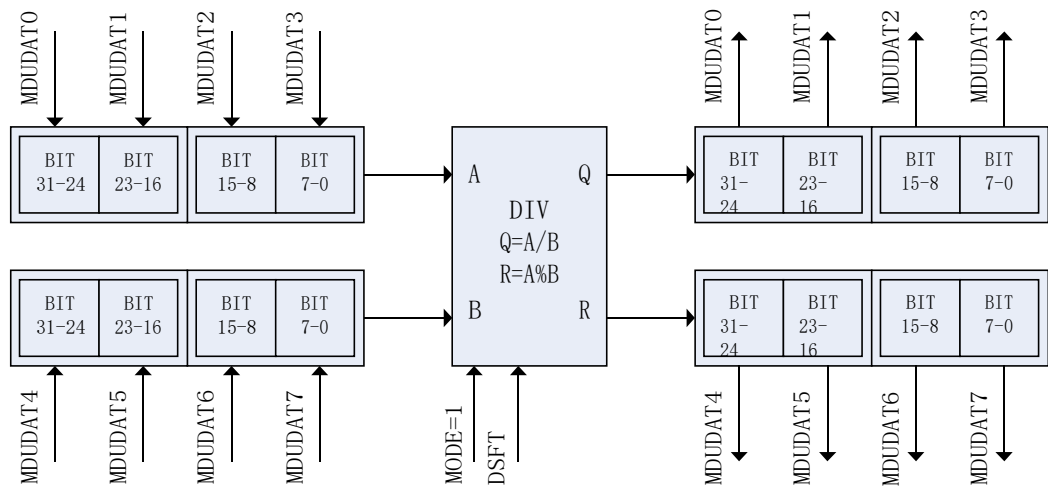 MDUDAT0
MDUDAT1
MDUDAT2
MDUDAT3
MDUDAT0
MDUDAT1
MDUDAT2
MDUDAT3
BIT
31-24
BIT
23-16
BIT
15-8
BIT
7-0
A
Q
DIV
Q=A/B
R=A%B
B
R
BIT
31-
24
BIT
23-
16
BIT
15-8
BIT
7-0
BIT
31-24
BIT
23-16
BIT
15-8
BIT
7-0
BIT
31-
24
BIT
23-
16
BIT
15-8
BIT
7-0
MDUDAT4
MDUDAT5
MDUDAT6
MDUDAT7
MODE=1
DSFT
MDUDAT4
MDUDAT5
MDUDAT6
MDUDAT7